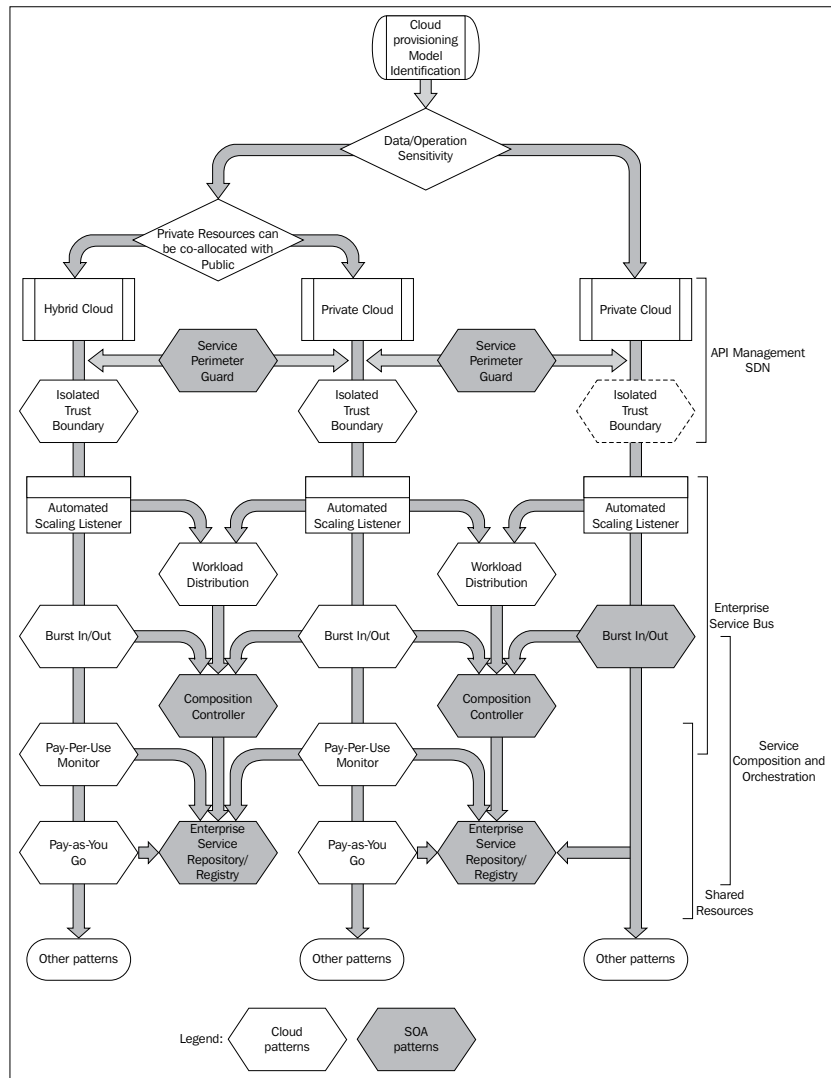 Cloud
provisioning
Model
Identification
Data/Operation
Sensitivity
Private Resources can
be co-allocated with
Public
Hybrid Cloud
Private Cloud
Private Cloud
Service
Perimeter
Guard
Service
Perimeter
Guard
API Management
SDN
Isolated
Trust
Boundary
Isolated
Trust
Boundary
Isolated
Trust
Boundary
Automated
Scaling Listener
Automated
Scaling Listener
Automated
Scaling Listener
Workload
Distribution
Workload
Distribution
Enterprise
Service Bus
Burst In/Out
Burst In/Out
Burst In/Out
Composition
Controller
Composition
Controller
Pay-Per-Use
Monitor
Pay-Per-Use
Monitor
Service
Composition and
Orchestration
Pay-as-You
Go
Enterprise
Service
Repository/
Registry
Pay-as-You
Go
Enterprise
Service
Repository/
Registry
Shared
Resources
Other patterns
Other patterns
Other patterns
Legend:
Cloud
patterns
SOA
patterns